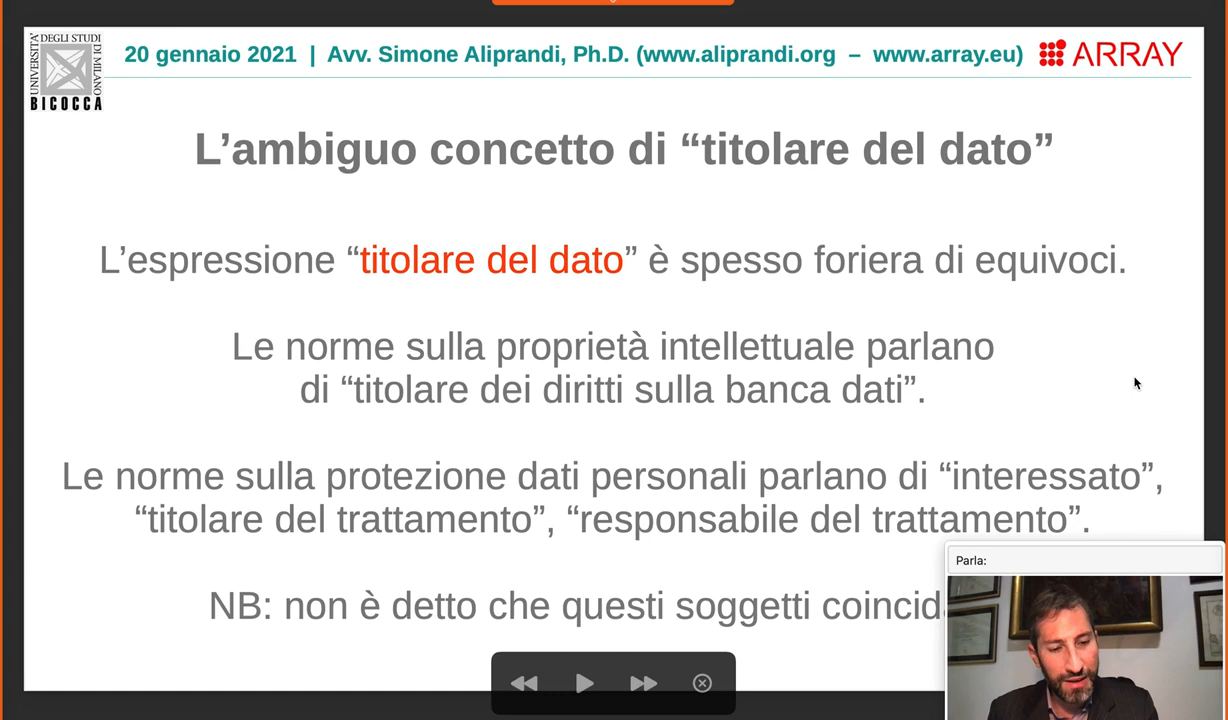 UNIVERSITÀ DEGLI STUDI DI MILANO
BICOCCA
20 gennaio 2021 | Avv. Simone Aliprandi, Ph.D. (www.aliprandi.org – www.array.eu)
ARRAY
L’ambiguo concetto di “titolare del dato”
L’espressione “titolare del dato” è spesso foriera di equivoci.
Le norme sulla proprietà intellettuale parlano
di “titolare dei diritti sulla banca dati”.
Le norme sulla protezione dati personali parlano di “interessato”,
“titolare del trattamento”, “responsabile del trattamento”.
NB: non è detto che questi soggetti
Parla: